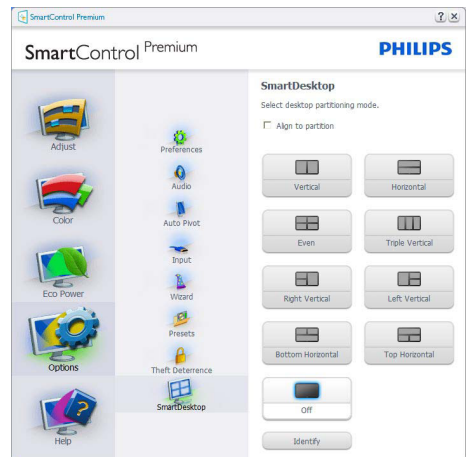 SmartControl Premium
SmartControl Premium
PHILIPS
Adjust
Color
Eco Power
Options
Help
Preferences
Audio
Auto Pivot
Input
Wizard
Presets
Theft Deterrence
SmartDesktop
SmartDesktop
Select desktop partitioning mode.
Align to partition
Vertical
Horizontal
Even
Triple Vertical
Right Vertical
Left Vertical
Bottom Horizontal
Top Horizontal
Off
Identify